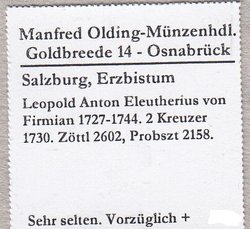 Manfred Olding-Münzenhdl.
Goldbreede 14 - Osnabrück
Salzburg, Erzbistum
Leopold Anton Eleutherius von
Firmian 1727-1744. 2 Kreuzer
1730. Zöttl 2602, Probszt 2158.
Sehr selten. Vorzüglich +